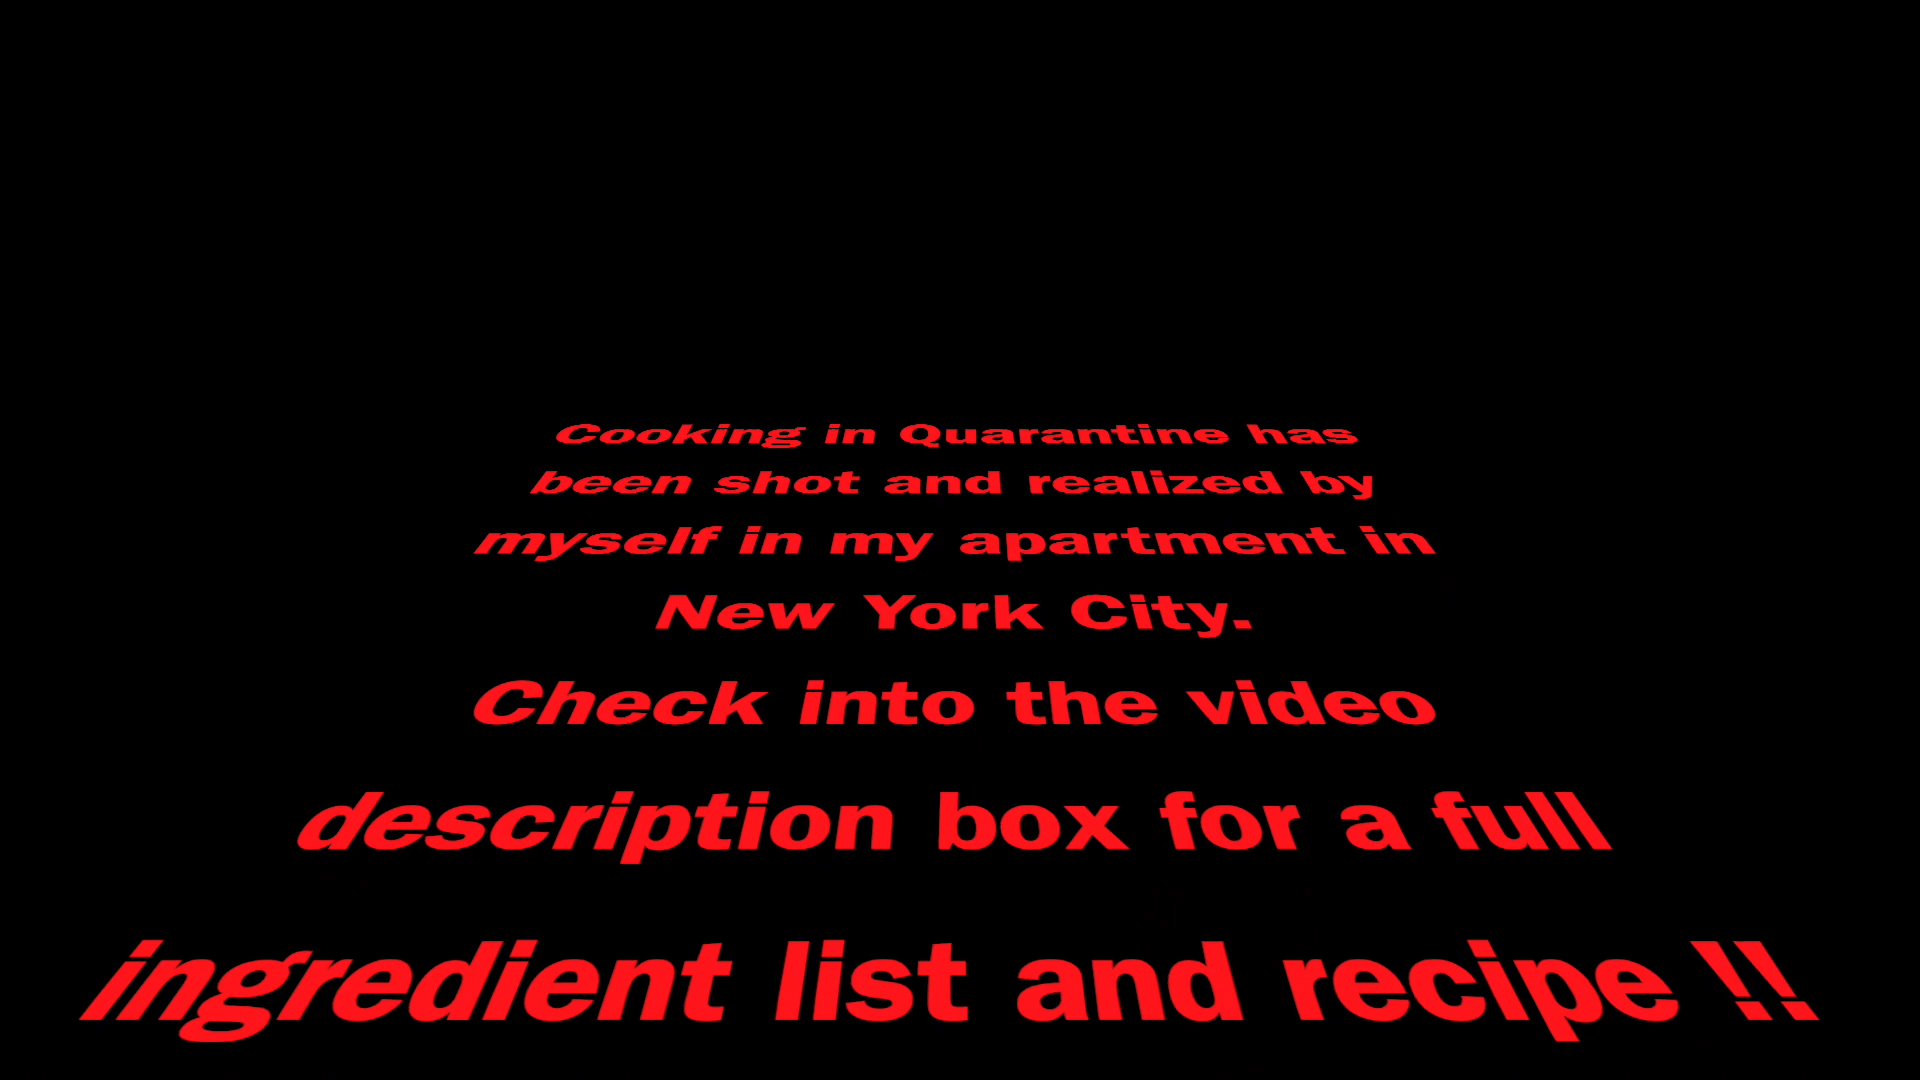 Cooking in Quarantine has
been shot and realized by
myself in my apartment in
New York City.
Check into the video
description box for a full
ingredient list and recipe !!